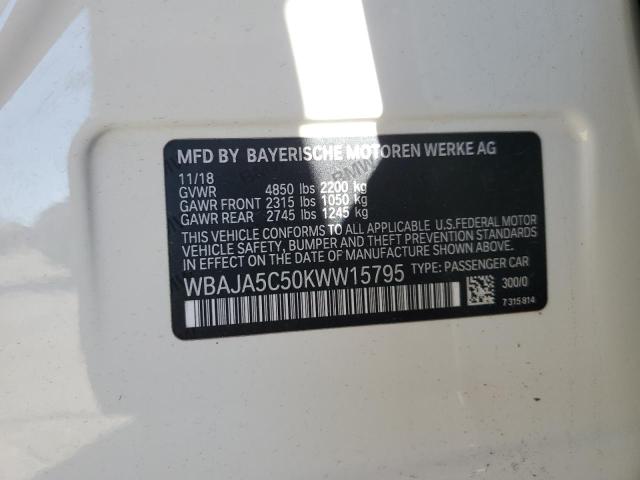 MFD BY BAYERISCHE MOTOREN WERKE AG
11/18
GVWR 4850 lbs 2200 kg
GAWR FRONT 2315 lbs 1050 kg
GAWR REAR 2745 lbs 1245 kg
THIS VEHICLE CONFORMS TO ALL APPLICABLE U.S.FEDERAL MOTOR
VEHICLE SAFETY, BUMPER AND THEFT PREVENTION STANDARDS
IN EFFECT ON THE DATE OF MANUFACTURE SHOWN ABOVE.
WBAJA5C50KWW15795 TYPE: PASSENGER CAR
300/0
7315814